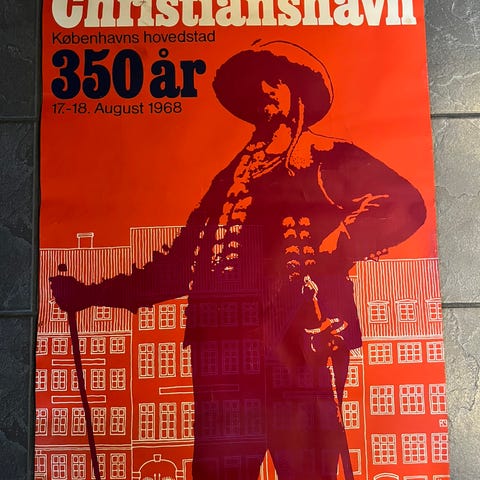 Christianshavn
Københavns hovedstad
350 år
17.-18. August 1968